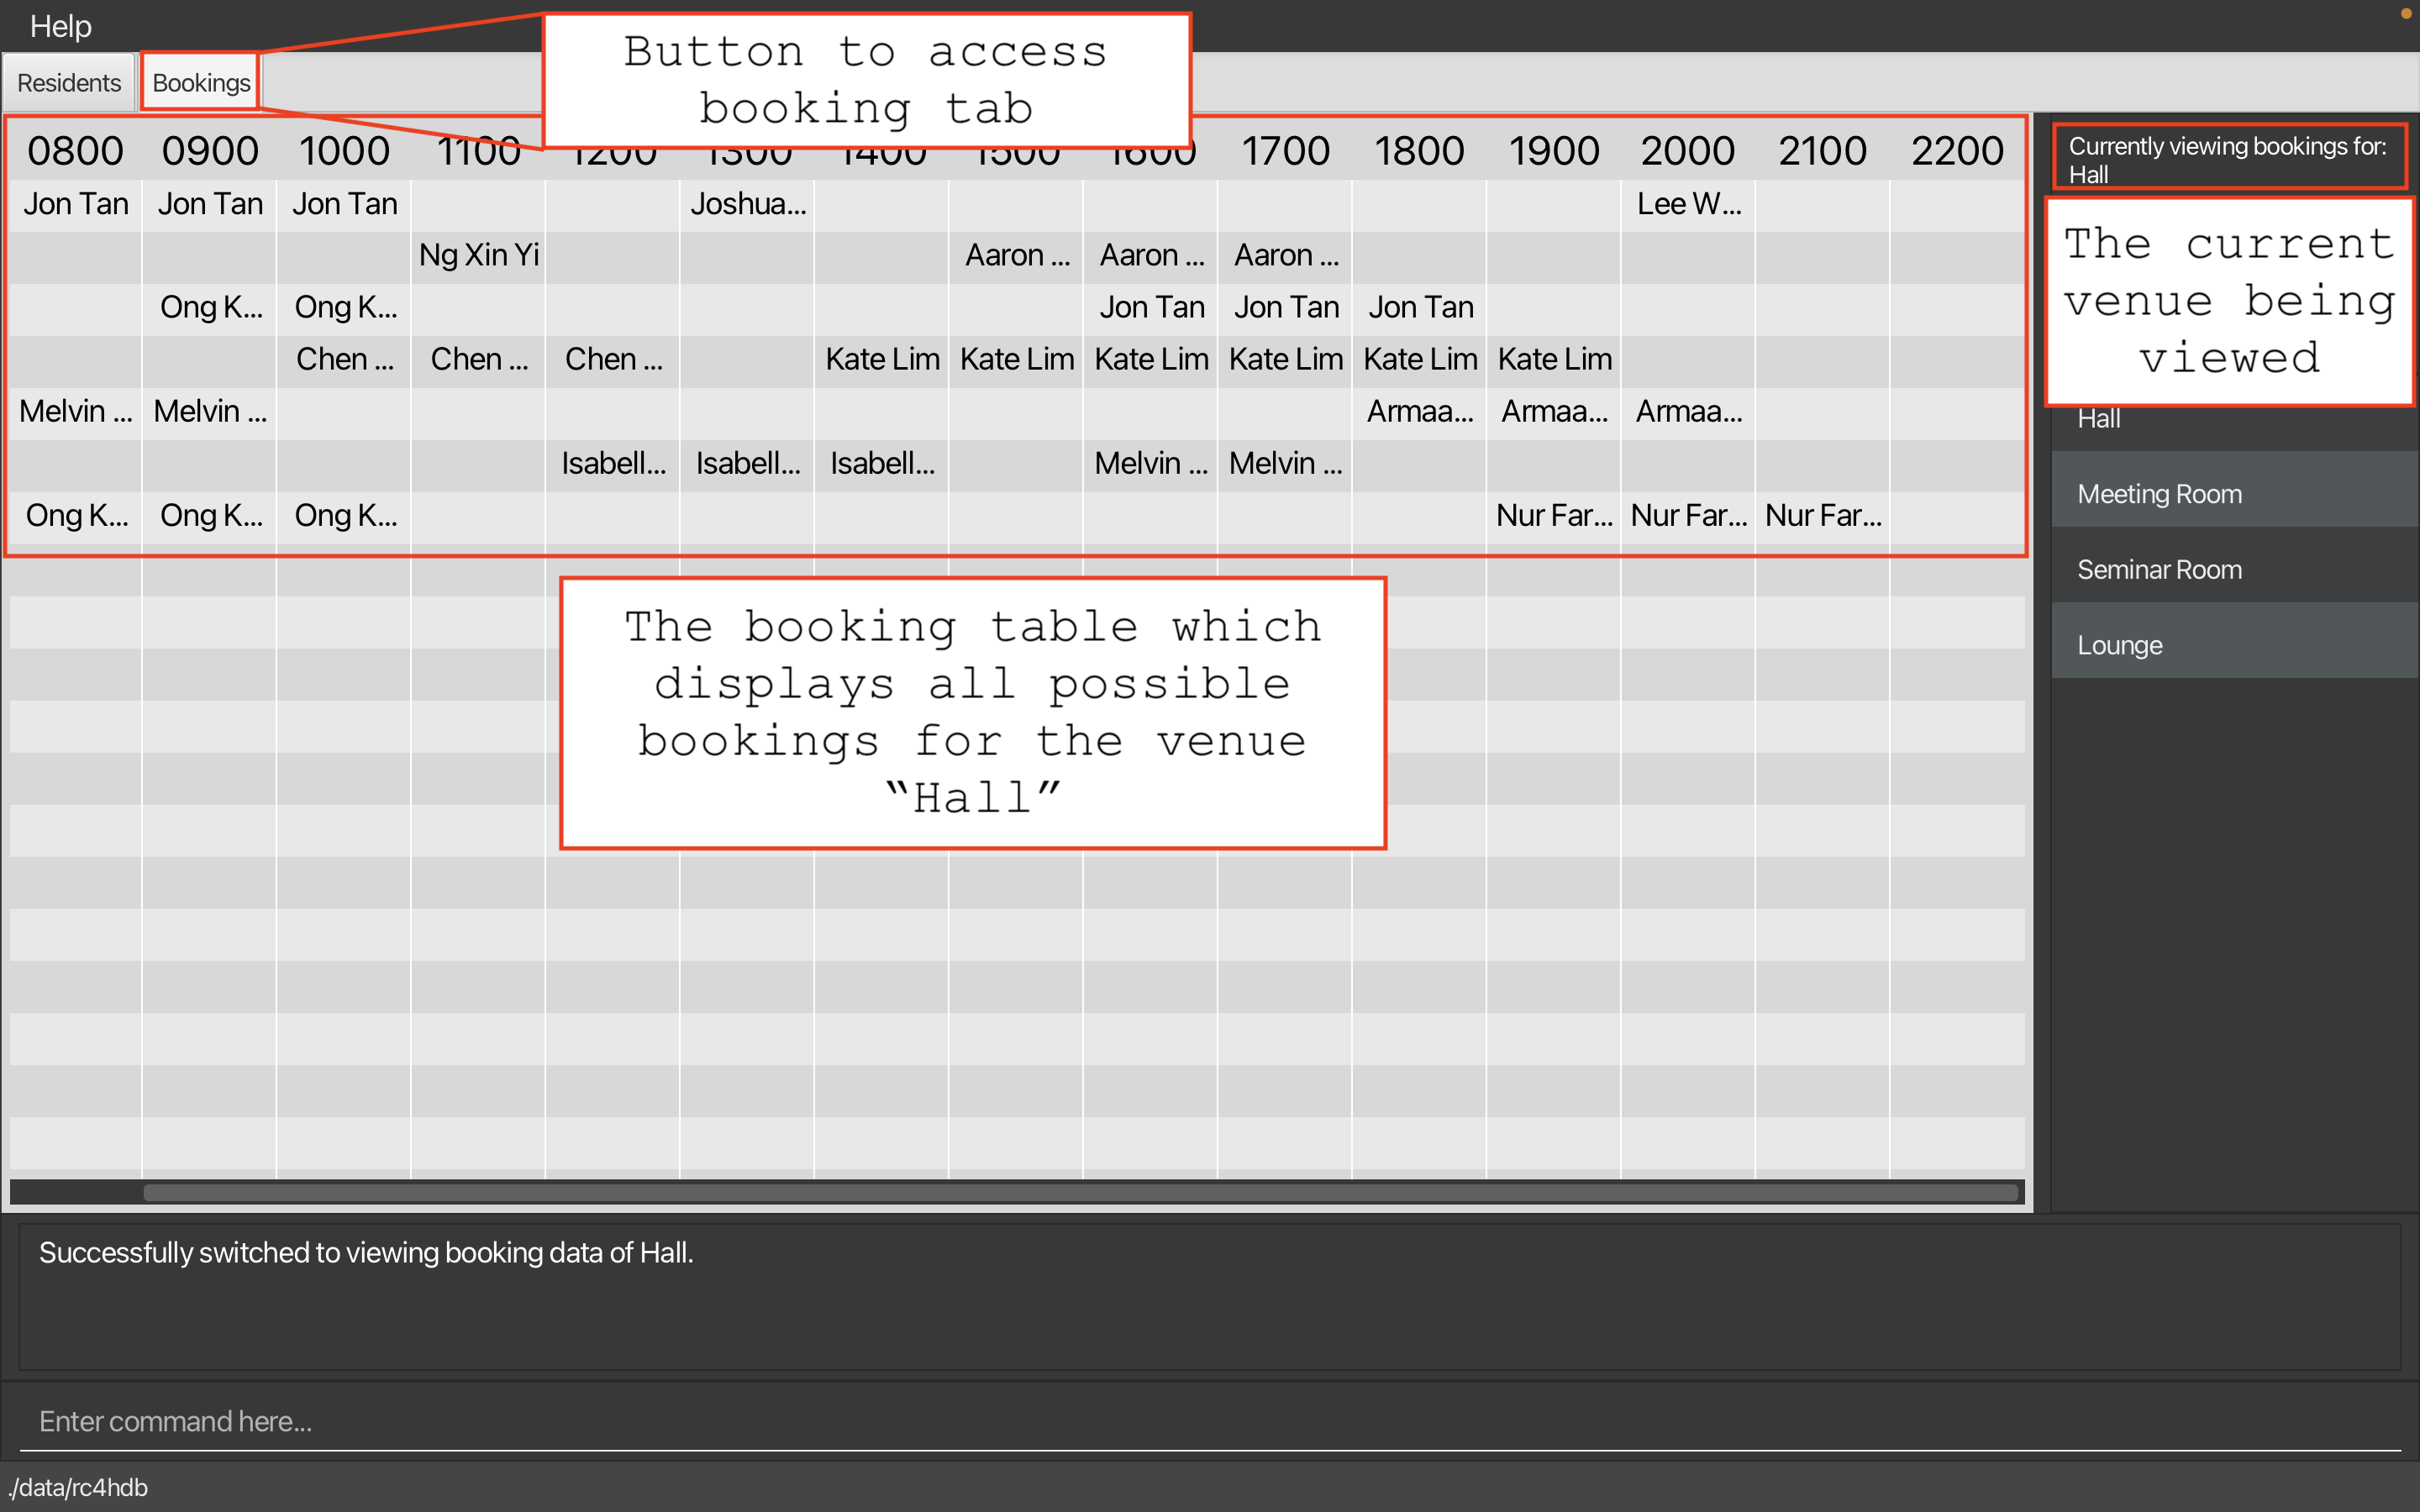 Help
Button to access
booking tab
Residents Bookings
0800 0900 1000 1100 1200 1300 1400 1500 1600 1700 1800 1900 2000 2100 2200
Currently viewing bookings for:
Hall
Jon Tan Jon Tan Jon Tan Joshua... Lee W...
Ng Xin Yi Aaron ... Aaron ... Aaron ...
Ong K... Ong K... Jon Tan Jon Tan Jon Tan
Chen ... Chen ... Chen ... Kate Lim Kate Lim Kate Lim Kate Lim Kate Lim Kate Lim
Melvin ... Melvin ... Armaa... Armaa... Armaa...
Isabell... Isabell... Isabell... Melvin ... Melvin ...
Ong K... Ong K... Ong K... Nur Far... Nur Far... Nur Far...
The current
venue being
viewed
Hall
Meeting Room
Seminar Room
Lounge
The booking table which
displays all possible
bookings for the venue
“Hall”
Successfully switched to viewing booking data of Hall.
Enter command here...
./data/rc4hdb